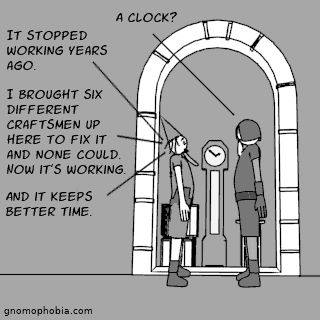 A CLOCK?
IT STOPPED
WORKING YEARS
AGO.
I BROUGHT SIX
DIFFERENT
CRAFTSMEN UP
HERE TO FIX IT
AND NONE COULD.
NOW IT'S WORKING.
AND IT KEEPS
BETTER TIME.
gnomophobia.com